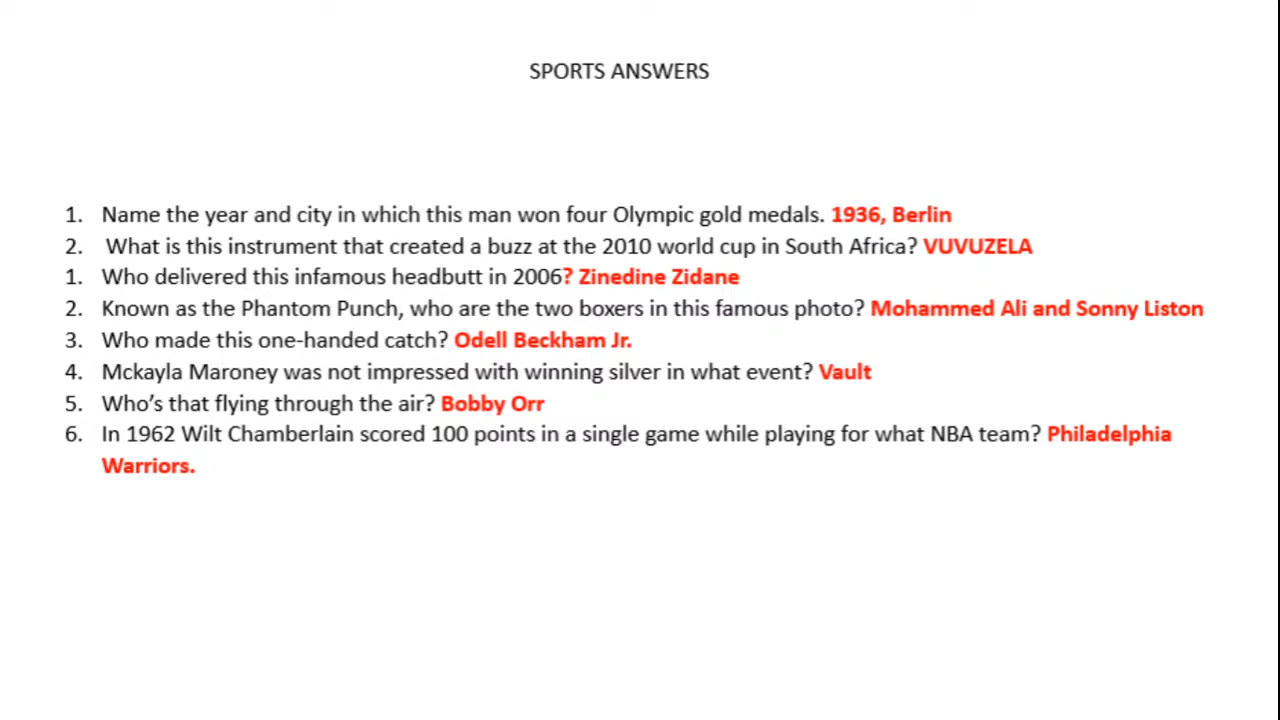 SPORTS ANSWERS
1. Name the year and city in which this man won four Olympic gold medals. 1936, Berlin
2. What is this instrument that created a buzz at the 2010 world cup in South Africa? VUVUZELA
1. Who delivered this infamous headbutt in 2006? Zinedine Zidane
2. Known as the Phantom Punch, who are the two boxers in this famous photo? Mohammed Ali and Sonny Liston
3. Who made this one-handed catch? Odell Beckham Jr.
4. Mckayla Maroney was not impressed with winning silver in what event? Vault
5. Who’s that flying through the air? Bobby Orr
6. In 1962 Wilt Chamberlain scored 100 points in a single game while playing for what NBA team? Philadelphia
Warriors.